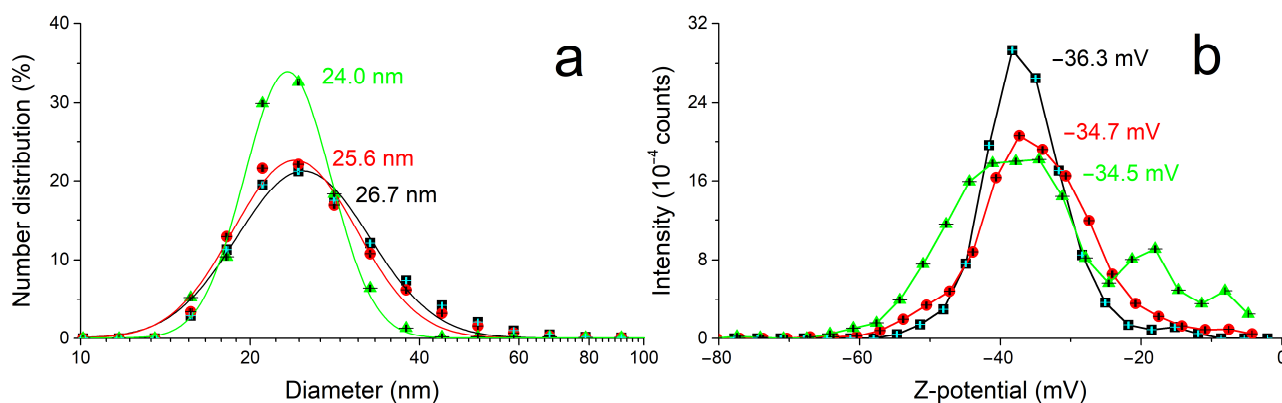 a
40
30
20
10
0
Number distribution (%)
24.0 nm
25.6 nm
26.7 nm
10
20
40
60
80
100
Diameter (nm)
b
32
24
16
8
0
Intensity (10⁻⁴ counts)
−36.3 mV
−34.7 mV
−34.5 mV
−80
−60
−40
−20
0
Z-potential (mV)